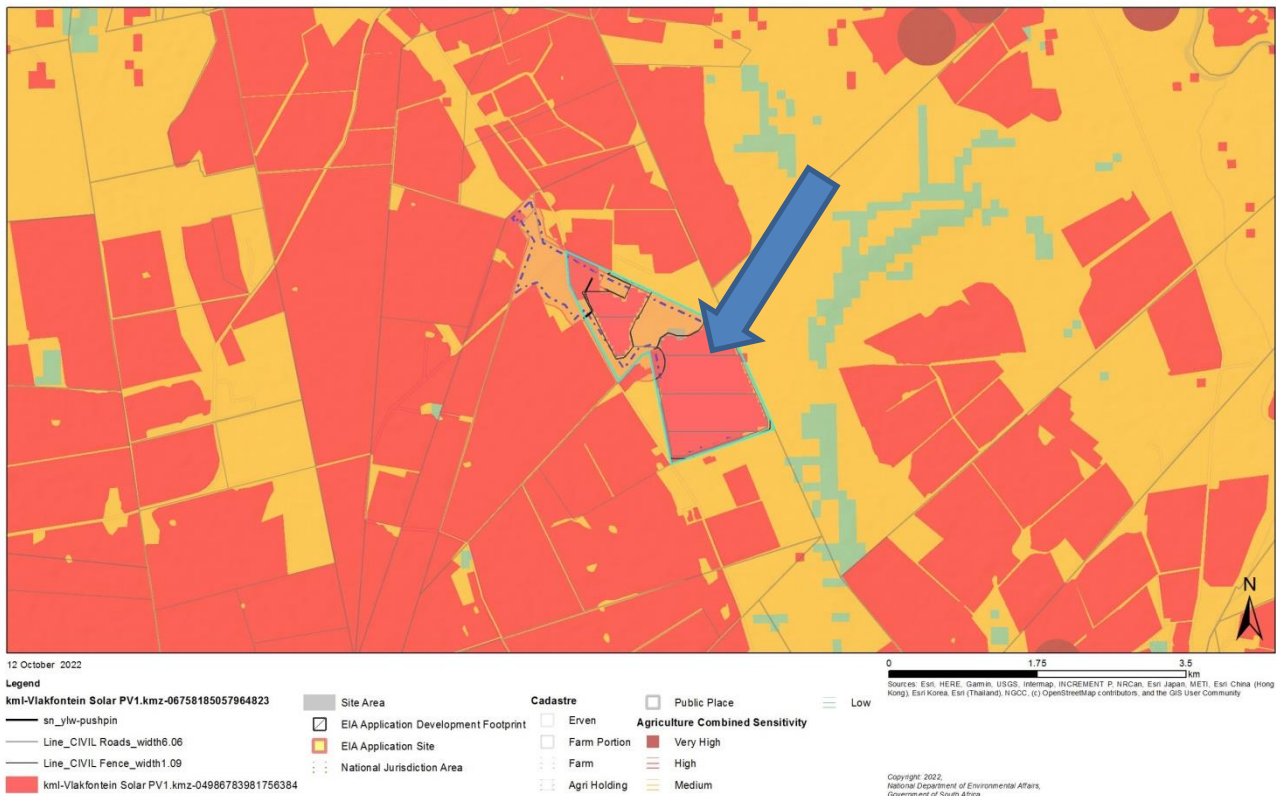 N
12 October 2022
0 1.75 3.5
km
Sources: Esri, HERE, Garmin, USGS, Intermap, INCREMENT P, NRCan, Esri Japan, METI, Esri China (Hong
Kong), Esri Korea, Esri (Thailand), NGCC, (c) OpenStreetMap contributors, and the GIS User Community
Legend
kml-Vlakfontein Solar PV1.kmz-06758185057964823
sn_ylw-pushpin
Line_CIVIL Roads_width6.06
Line_CIVIL Fence_width1.09
kml-Vlakfontein Solar PV1.kmz-04986783981756384
Site Area
EIA Application Development Footprint
EIA Application Site
National Jurisdiction Area
Cadastre
Erven
Farm Portion
Farm
Agri Holding
Public Place
Agriculture Combined Sensitivity
Very High
High
Medium
Low
Copyright: 2022,
National Department of Environmental Affairs,
Government of South Africa